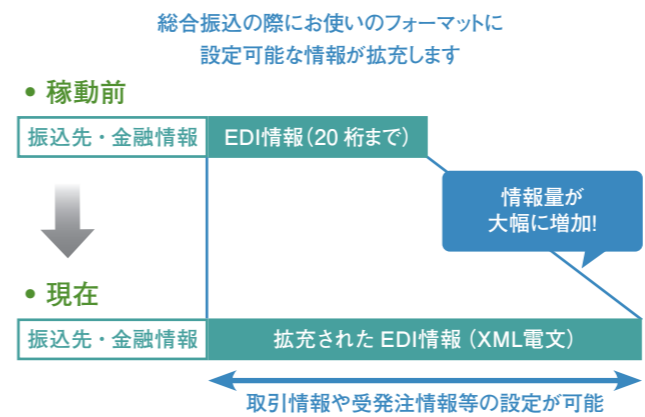 総合振込の際にお使いのフォーマットに
設定可能な情報が拡充します
• 稼動前
振込先・金融情報 EDI情報(20 桁まで)
情報量が
大幅に増加!
• 現在
振込先・金融情報 拡充された EDI情報 (XML電文)
取引情報や受発注情報等の設定が可能